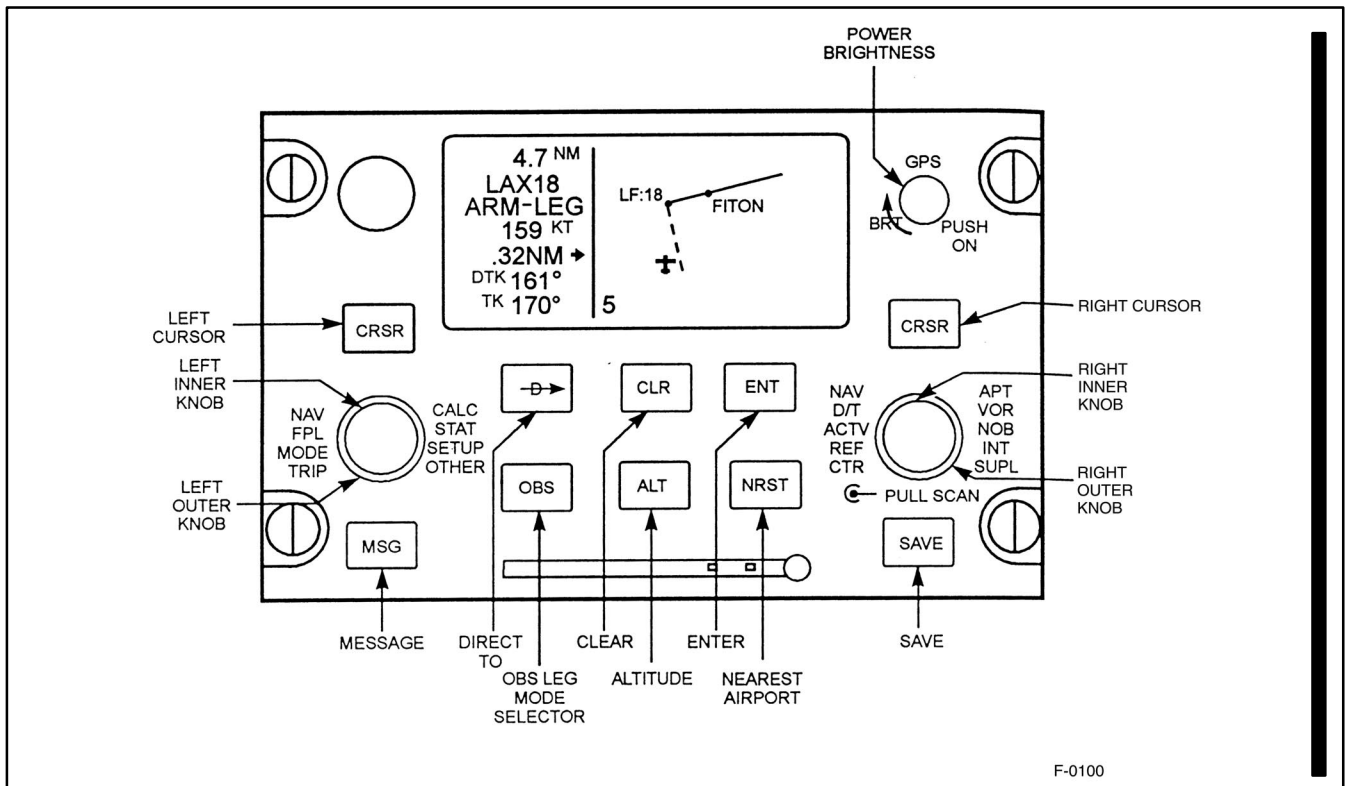 POWER
BRIGHTNESS
GPS
BRT
PUSH
ON
4.7 NM
LAX18
ARM-LEG
159 KT
.32NM →
DTK 161°
TK 170°
LF:18
FITON
5
LEFT
CURSOR
CRSR
CRSR
RIGHT CURSOR
LEFT
INNER
KNOB
NAV
FPL
MODE
TRIP
CALC
STAT
SETUP
OTHER
D
CLR
ENT
NAV
D/T
ACTV
REF
CTR
APT
VOR
NOB
INT
SUPL
RIGHT
INNER
KNOB
LEFT
OUTER
KNOB
OBS
ALT
NRST
PULL SCAN
RIGHT
OUTER
KNOB
MSG
SAVE
MESSAGE
DIRECT
TO
CLEAR
ENTER
SAVE
OBS LEG
MODE
SELECTOR
ALTITUDE
NEAREST
AIRPORT
F-0100